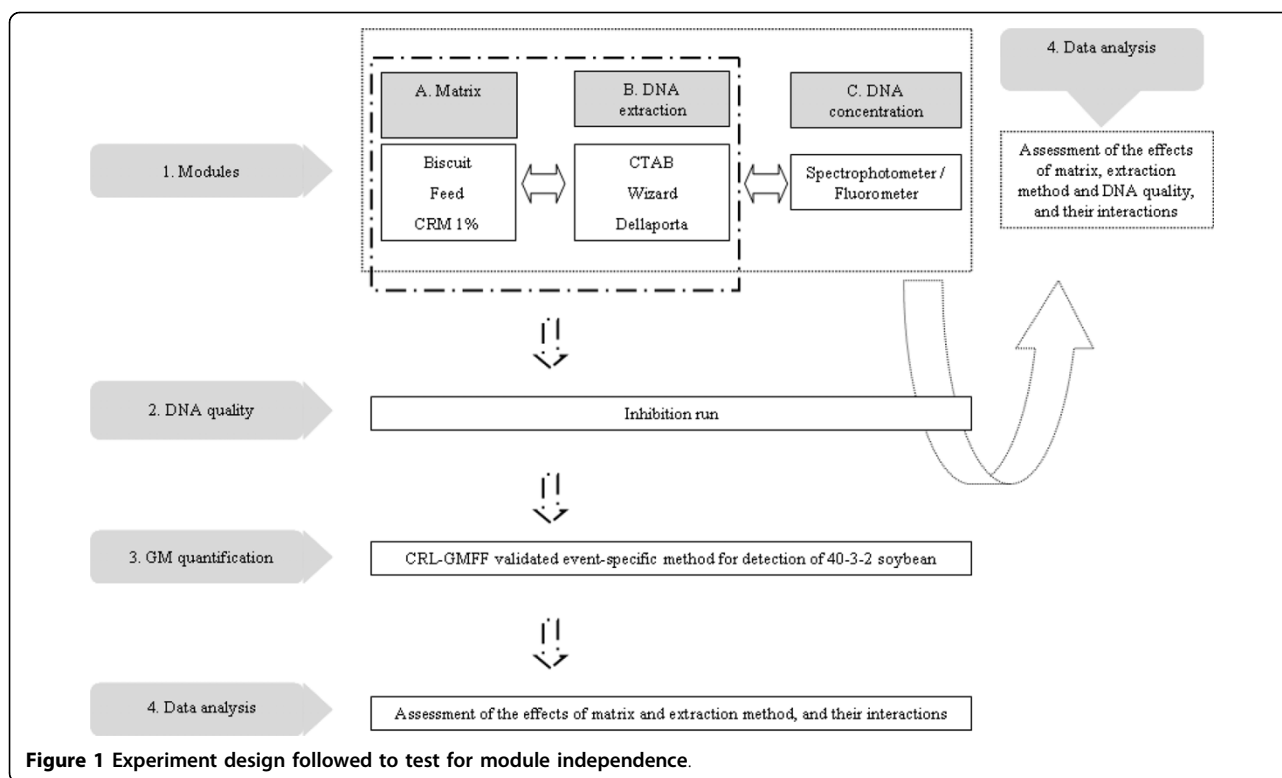 A. Matrix
B. DNA
extraction
C. DNA
concentration
4. Data analysis
1. Modules
Biscuit
Feed
CRM 1%
CTAB
Wizard
Dellaporta
Spectrophotometer /
Fluorometer
Assessment of the effects
of matrix, extraction
method and DNA quality,
and their interactions
2. DNA quality
Inhibition run
3. GM quantification
CRL-GMFF validated event-specific method for detection of 40-3-2 soybean
4. Data analysis
Assessment of the effects of matrix and extraction method, and their interactions
Figure 1 Experiment design followed to test for module independence.